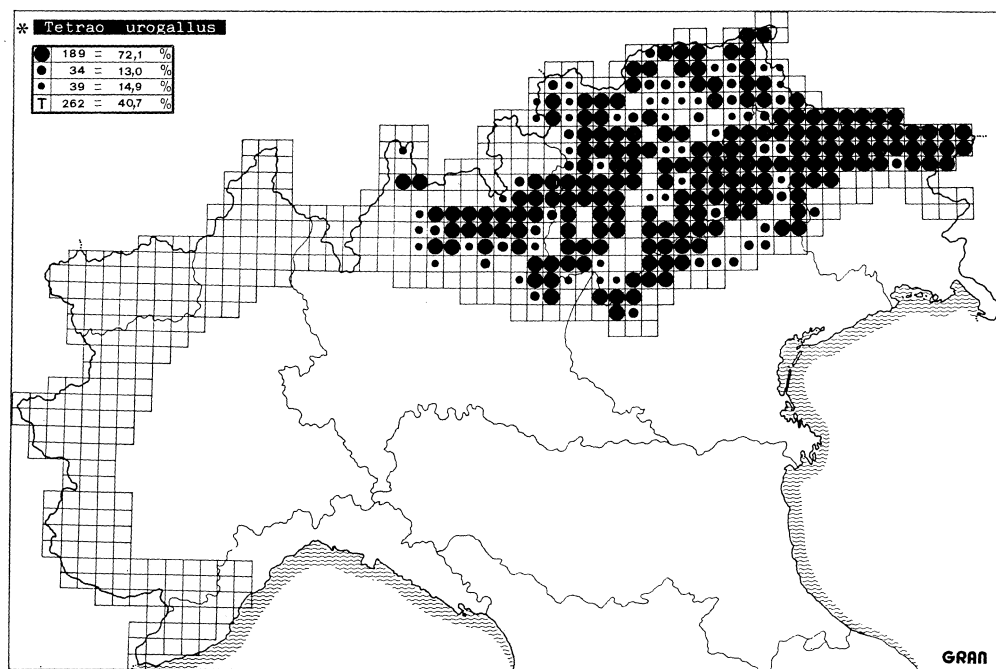 * Tetrao urogallus
189 = 72,1 %
34 = 13,0 %
39 = 14,9 %
T 262 = 40,7 %
GRAN